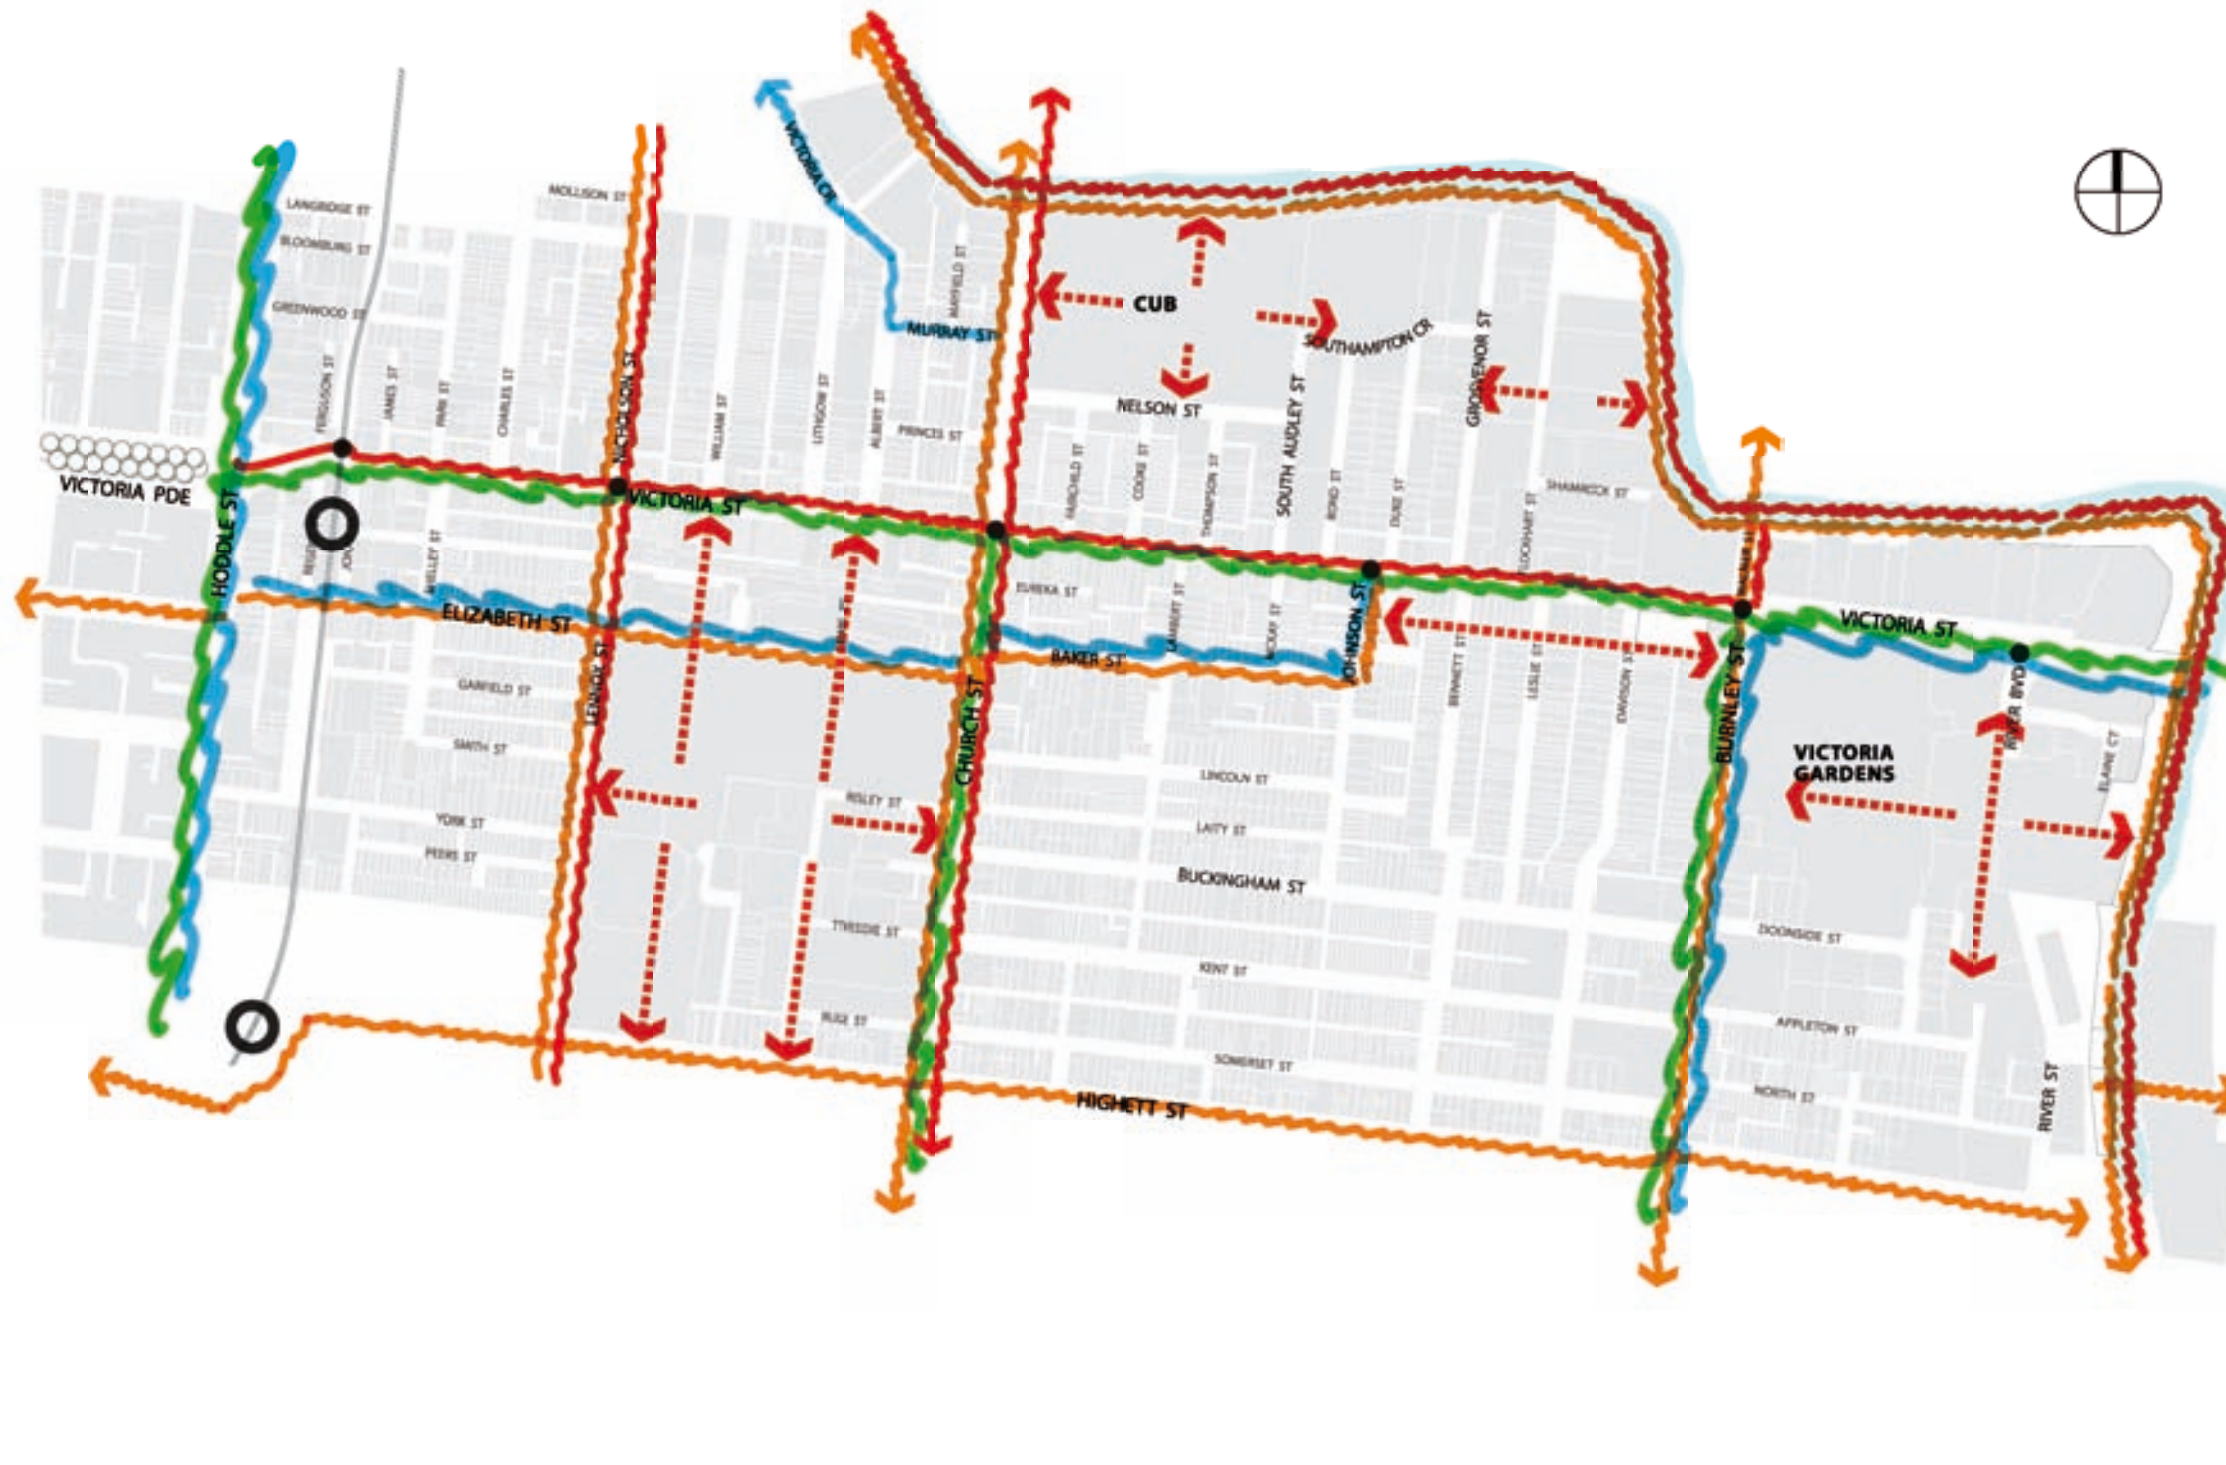 LANGRIDGE ST
BLOOMBURG ST
GREENWOOD ST
MOLLISON ST
VICTORIA CR
MAYFIELD ST
MURRAY ST
CUB
SOUTHAMPTON CR
GROSVENOR ST
NELSON ST
FERGUSON ST
JAMES ST
PARK ST
CHARLES ST
NICHOLSON ST
WILLIAM ST
LITHGOW ST
ALBERT ST
PRINCES ST
FAIRCHILD ST
COOKE ST
THOMPSON ST
SOUTH AUDLEY ST
BOND ST
DUKE ST
FLOCKHART ST
SHAMROCK ST
VICTORIA PDE
VICTORIA ST
HODDLE ST
SHELLEY ST
ELIZABETH ST
EUREKA ST
LAMBERT ST
MCKAY ST
JOHNSON ST
BAKER ST
VICTORIA ST
BENNETT ST
LESLIE ST
DAVISON ST
BURNLEY ST
RIVER BVD
LENNOX ST
GARFIELD ST
SMITH ST
CHURCH ST
VICTORIA
GARDENS
ELAINE CT
LINCOLN ST
RISLEY ST
YORK ST
PEERS ST
LAITY ST
BUCKINGHAM ST
DOONSIDE ST
KENT ST
APPLETON ST
SOMERSET ST
NORTH ST
RIVER ST
HIGHETT ST